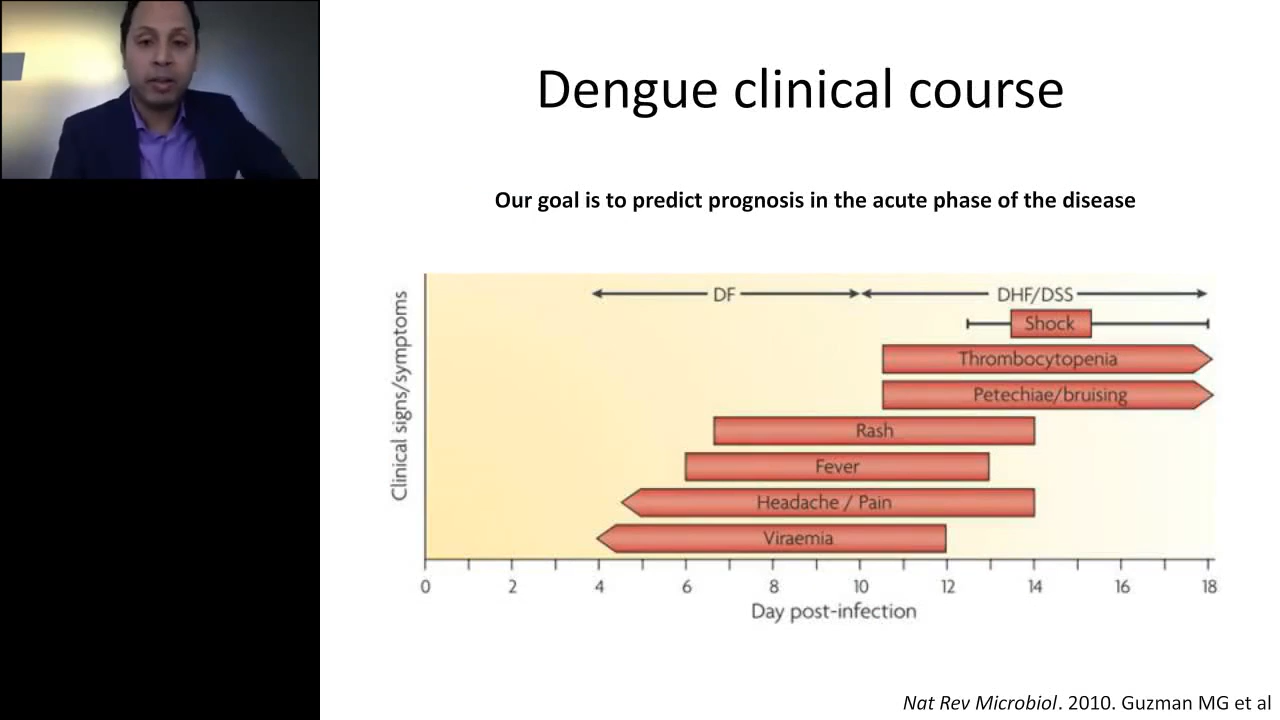 Dengue clinical course
Our goal is to predict prognosis in the acute phase of the disease
DF
DHF/DSS
Shock
Thrombocytopenia
Petechiae/bruising
Rash
Fever
Headache / Pain
Viraemia
Clinical signs/symptoms
0 2 4 6 8 10 12 14 16 18
Day post-infection
Nat Rev Microbiol. 2010. Guzman MG et al